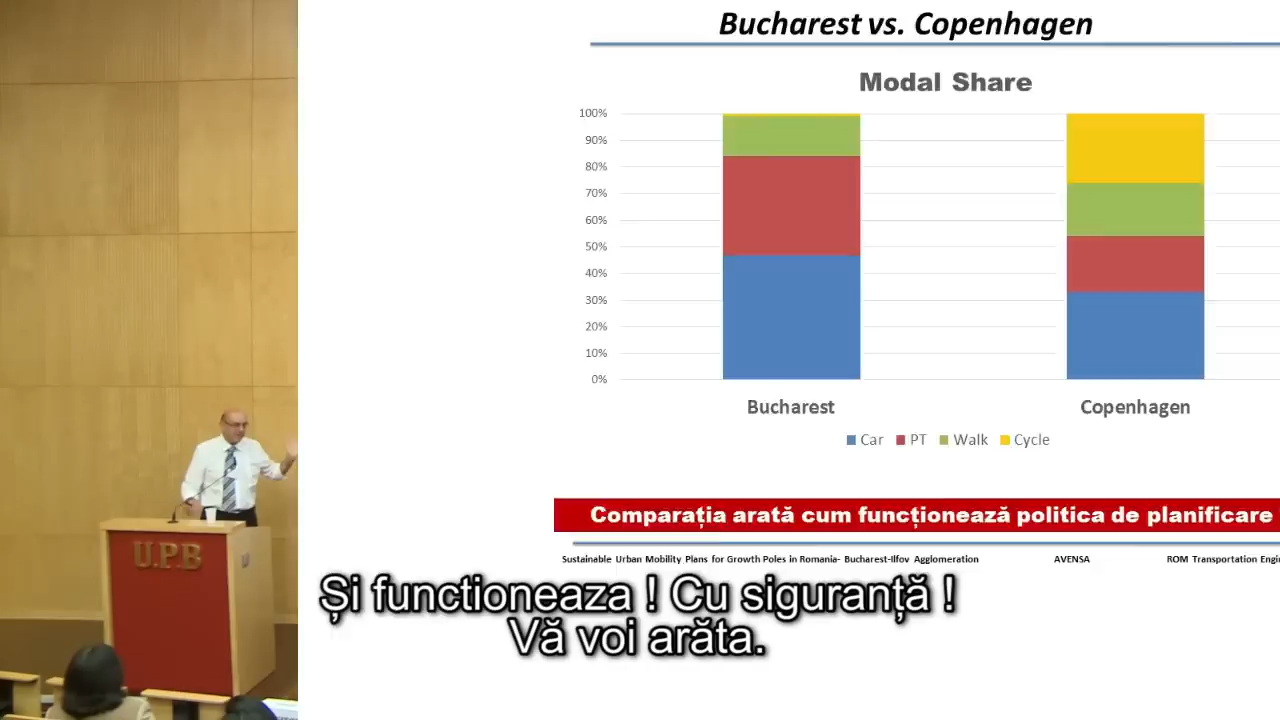 Bucharest vs. Copenhagen
Modal Share
100%
90%
80%
70%
60%
50%
40%
30%
20%
10%
0%
Bucharest
Copenhagen
Car PT Walk Cycle
Comparația arată cum funcționează politica de planificare
Sustainable Urban Mobility Plans for Growth Poles in Romania- Bucharest-Ilfov Agglomeration AVENSA ROM Transportation Engi
U.P.B
Și functioneaza ! Cu siguranță !
Vă voi arăta.